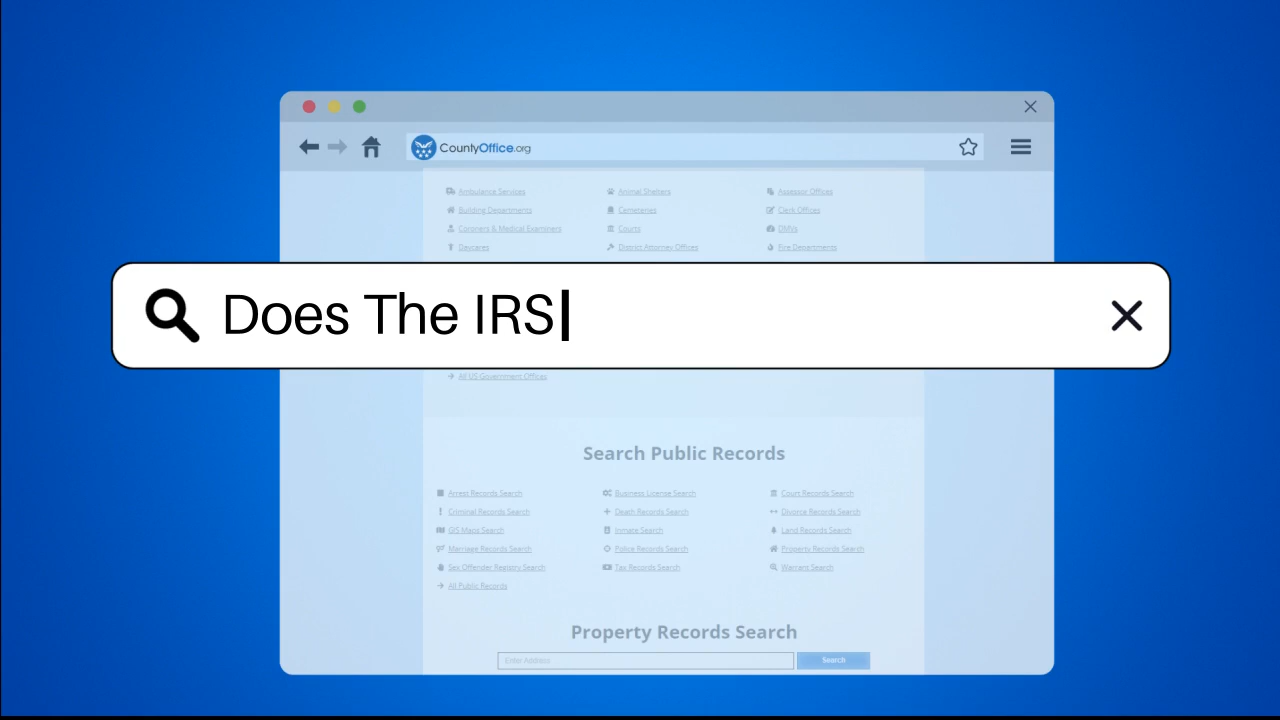 CountyOffice.org
Ambulance Services Animal Shelters Assessor Offices
Building Departments Cemeteries Clerk Offices
Coroners & Medical Examiners Courts DMVs
Daycares District Attorney Offices Fire Departments
Does The IRS
All US Government Offices
Search Public Records
Arrest Records Search Business License Search Court Records Search
Criminal Records Search Death Records Search Divorce Records Search
GIS Maps Search Inmate Search Land Records Search
Marriage Records Search Police Records Search Property Records Search
Sex Offender Registry Search Tax Records Search Warrant Search
All Public Records
Property Records Search
Enter Address Search